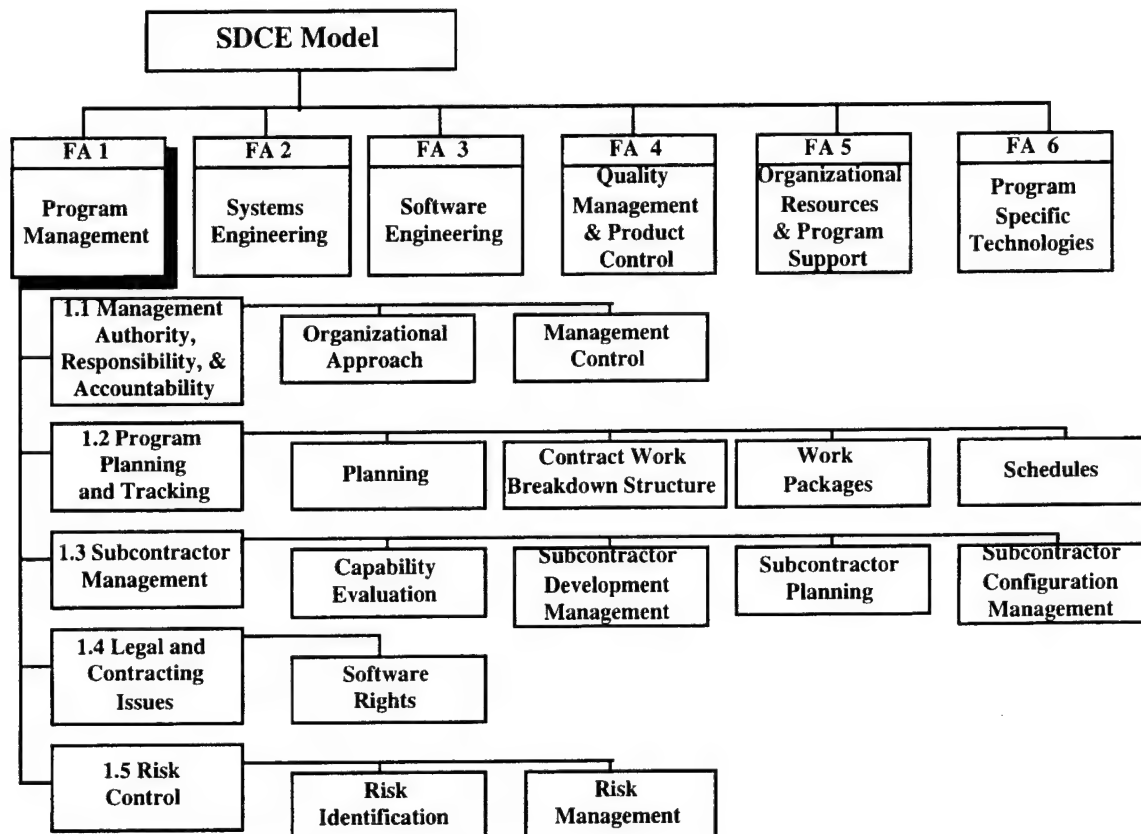 SDCE Model
FA 1
Program
Management
FA 2
Systems
Engineering
FA 3
Software
Engineering
FA 4
Quality
Management
& Product
Control
FA 5
Organizational
Resources
& Program
Support
FA 6
Program
Specific
Technologies
1.1 Management
Authority,
Responsibility, &
Accountability
Organizational
Approach
Management
Control
1.2 Program
Planning
and Tracking
Planning
Contract Work
Breakdown Structure
Work
Packages
Schedules
1.3 Subcontractor
Management
Capability
Evaluation
Subcontractor
Development
Management
Subcontractor
Planning
Subcontractor
Configuration
Management
1.4 Legal and
Contracting
Issues
Software
Rights
1.5 Risk
Control
Risk
Identification
Risk
Management